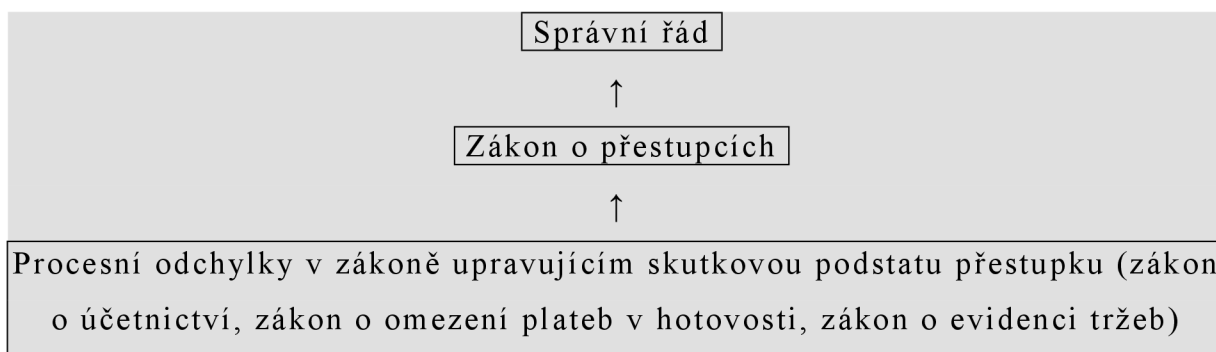 Správní řád
↑
Zákon o přestupcích
↑
Procesní odchylky v zákoně upravujícím skutkovou podstatu přestupku (zákon
o účetnictví, zákon o omezení plateb v hotovosti, zákon o evidenci tržeb)